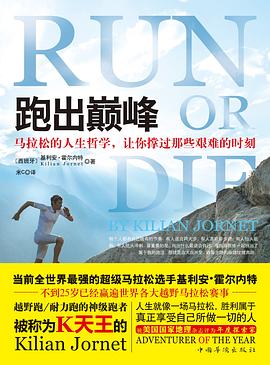 RUN
OR
DIE
跑出巅峰
马拉松的人生哲学，让你撑过那些艰难的时刻
[西班牙] 基利安·霍尔内特 ◎著
Kilian Jornet
米C◎译
BY KILIAN JORNET
当前全世界最强的超级马拉松选手基利安·霍尔内特
不到25岁已经赢遍世界各大越野马拉松赛事
越野跑/耐力跑的神级代表，
被称为K天王的
Kilian Jornet
人生就像一场马拉松，胜利属于
真正享受自己所做一切的人
被美国国家地理杂志评为年度探索家
ADVENTURER OF THE YEAR
中国华侨出版社